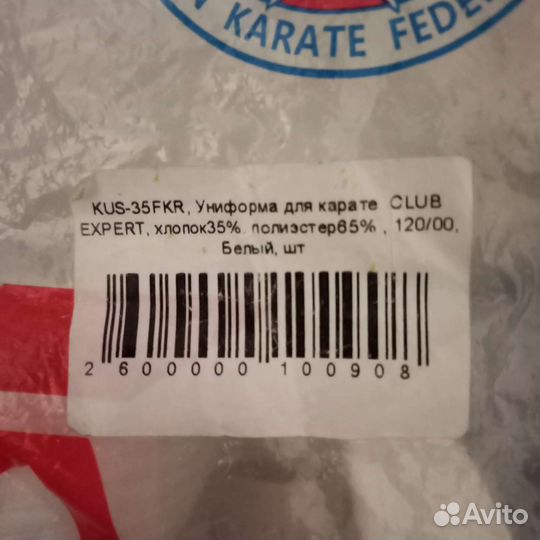 KARATE FEDE
KUS-35FKR, Униформа для карате CLUB
EXPERT, хлопок35%. полиэстер65% , 120/00,
Белый, шт
2 600000 100908
Avito